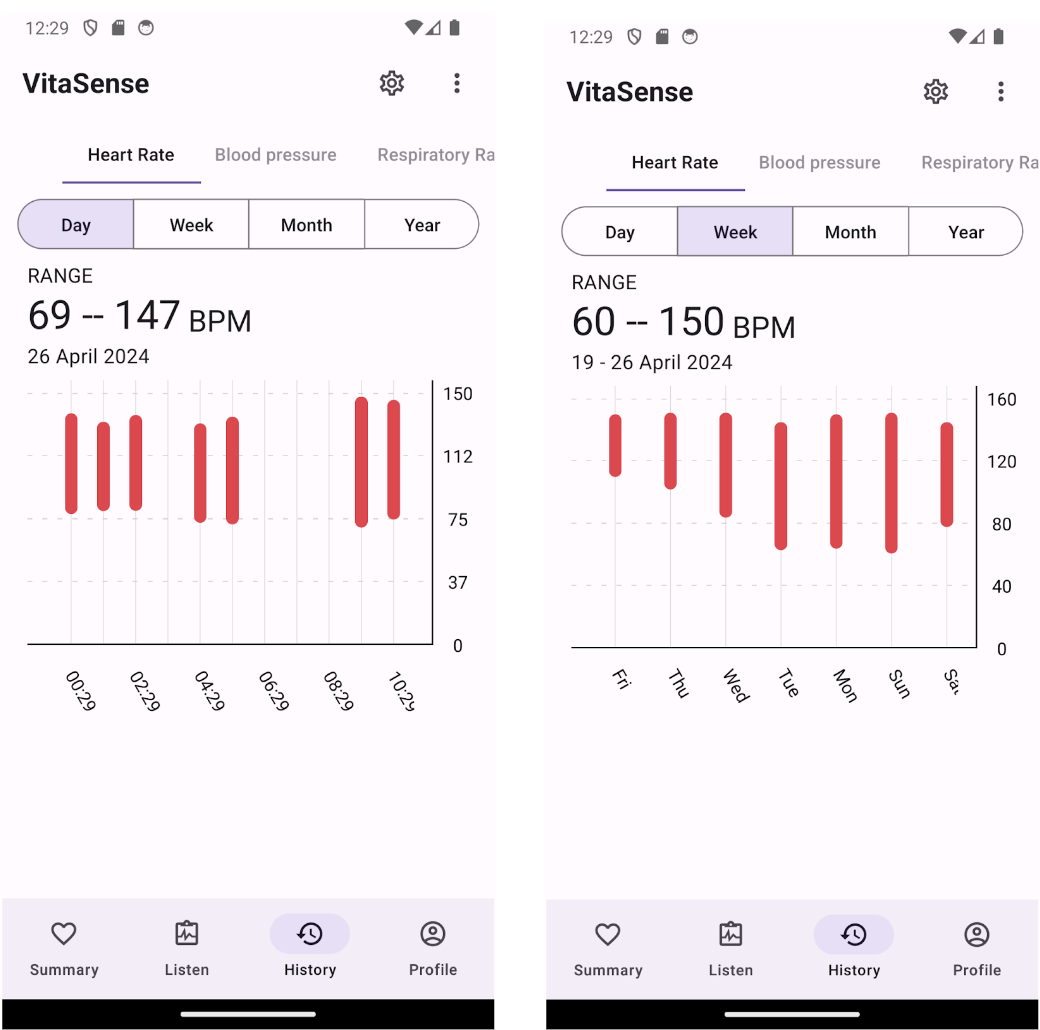 12:29
VitaSense
Heart Rate Blood pressure Respiratory Ra
Day Week Month Year
RANGE
69 -- 147 BPM
26 April 2024
150
112
75
37
0
00:29 02:29 04:29 06:29 08:29 10:29
Summary Listen History Profile
12:29
VitaSense
Heart Rate Blood pressure Respiratory Ra
Day Week Month Year
RANGE
60 -- 150 BPM
19 - 26 April 2024
160
120
80
40
0
Fri Thu Wed Tue Mon Sun Sa
Summary Listen History Profile